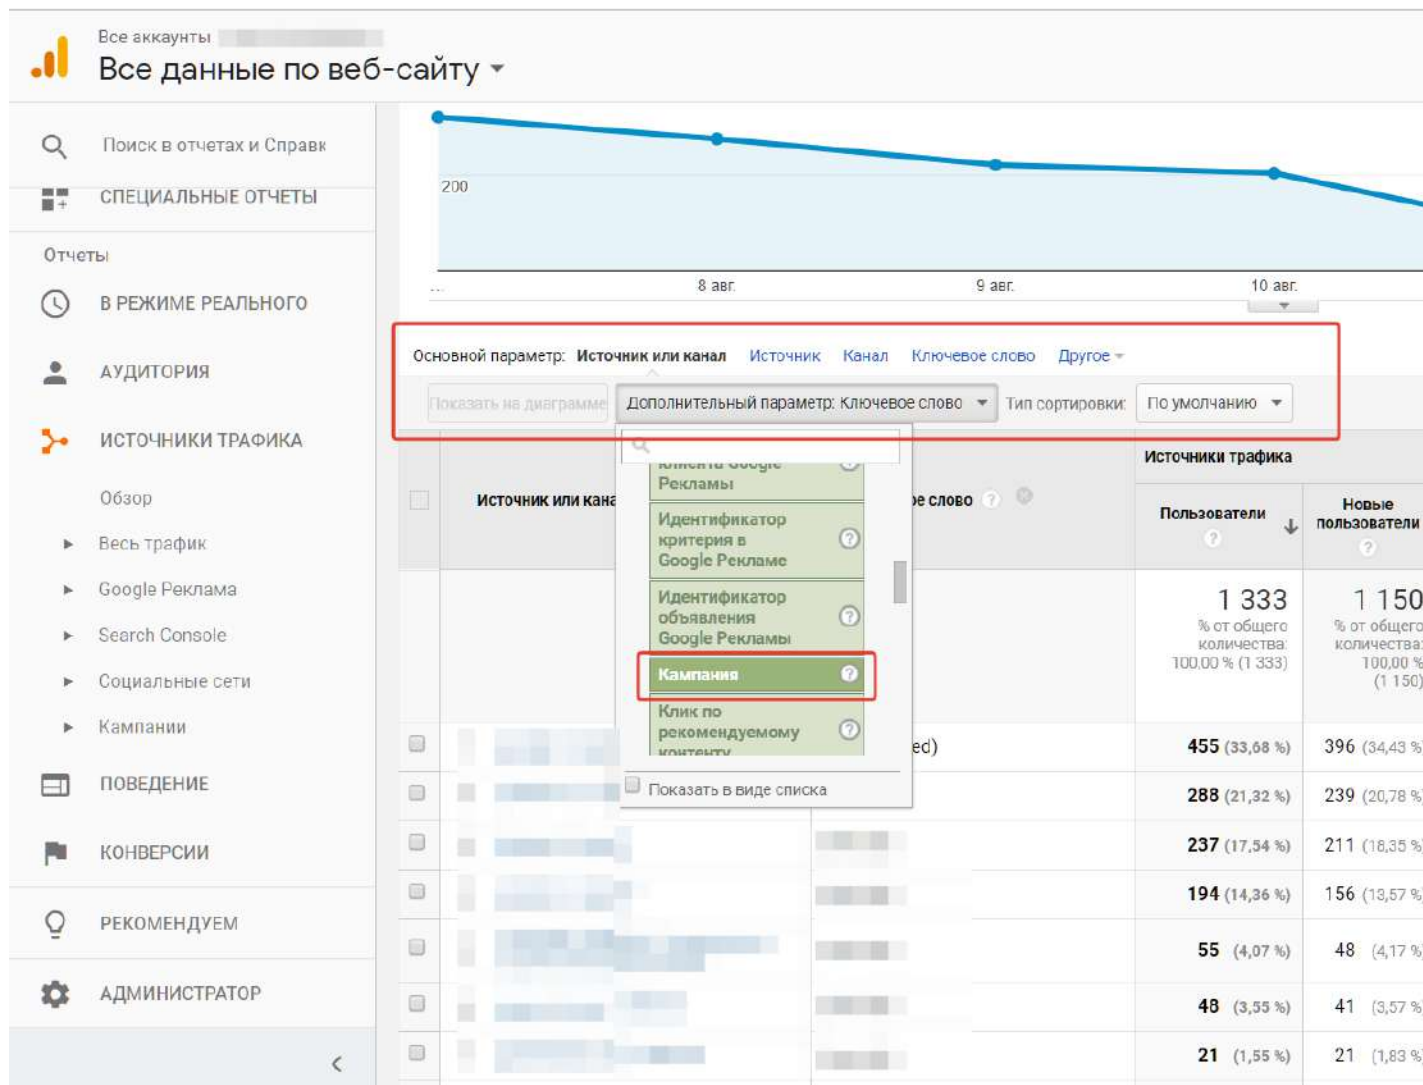 Все аккаунты
Все данные по веб-сайту
Поиск в отчетах и Справк
СПЕЦИАЛЬНЫЕ ОТЧЕТЫ
Отчеты
В РЕЖИМЕ РЕАЛЬНОГО
АУДИТОРИЯ
ИСТОЧНИКИ ТРАФИКА
Обзор
Весь трафик
Google Реклама
Search Console
Социальные сети
Кампании
ПОВЕДЕНИЕ
КОНВЕРСИИ
РЕКОМЕНДУЕМ
АДМИНИСТРАТОР
200
...
8 авг.
9 авг.
10 авг.
Основной параметр: Источник или канал Источник Канал Ключевое слово Другое
Показать на диаграмме Дополнительный параметр: Ключевое слово Тип сортировки: По умолчанию
Источник или кана
ое слово
Источники трафика
Пользователи
Новые
пользователи
клиента Google
Рекламы
Идентификатор
критерия в
Google Рекламе
Идентификатор
объявления
Google Рекламы
Кампания
Клик по
рекомендуемому
контенту
Показать в виде списка
1 333
% от общего
количества:
100,00 % (1 333)
1 150
% от общего
количества:
100,00 %
(1 150)
ed)
455 (33,68 %) 396 (34,43 %
288 (21,32 %) 239 (20,78 %)
237 (17,54 %) 211 (18,35 %
194 (14,36 %) 156 (13,57 %
55 (4,07 %) 48 (4,17 %
48 (3,55 %) 41 (3,57 %
21 (1,55 %) 21 (1,83 %